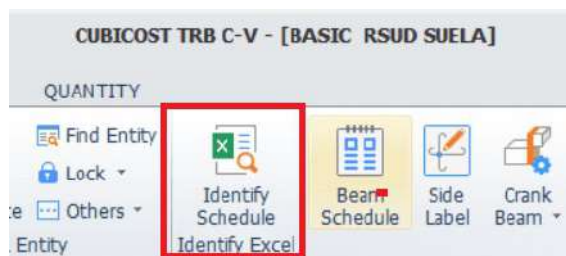 CUBICOST TRB C-V - [BASIC RSUD SUELA]
QUANTITY
Find Entity
Lock
Others
Entity
Identify
Schedule
Identify Excel
Beam
Schedule
Side
Label
Crank
Beam